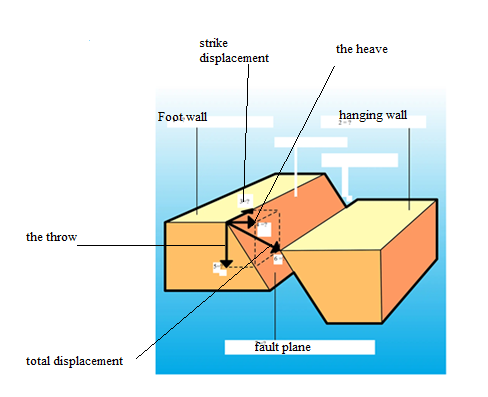 strike
displacement
the heave
Foot wall
hanging wall
the throw
fault plane
total displacement